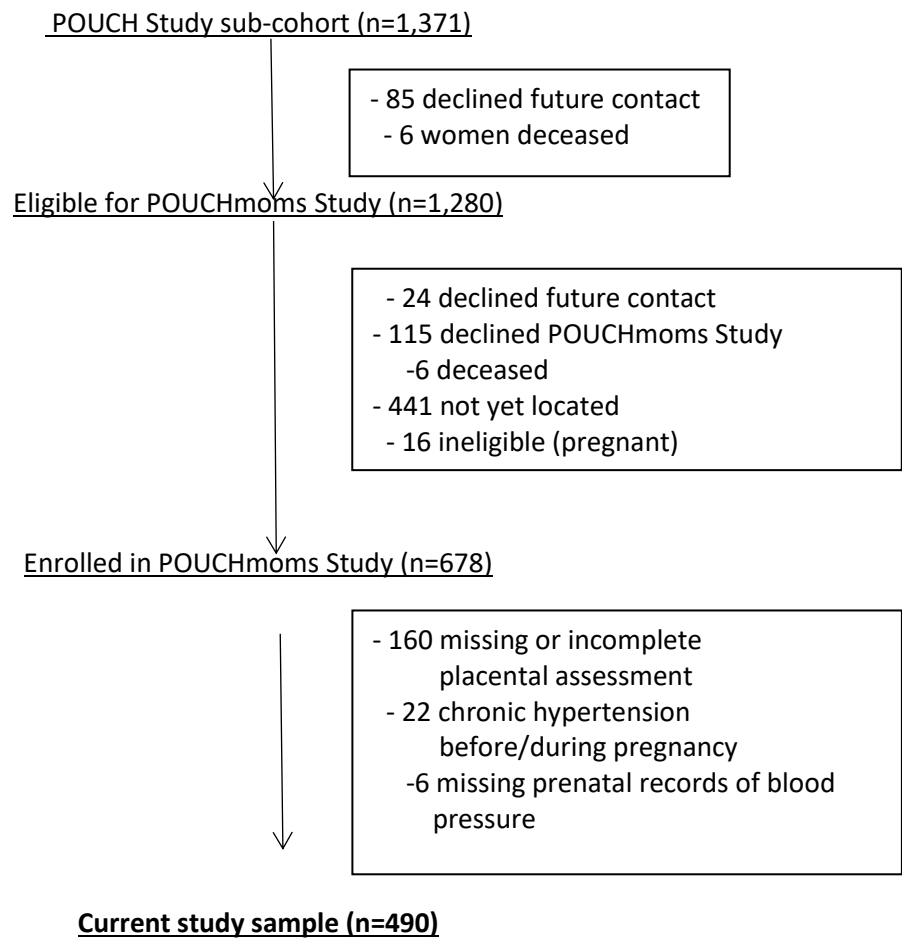 POUCH Study sub-cohort (n=1,371)
- 85 declined future contact
- 6 women deceased
Eligible for POUCHmoms Study (n=1,280)
- 24 declined future contact
- 115 declined POUCHmoms Study
-6 deceased
- 441 not yet located
- 16 ineligible (pregnant)
Enrolled in POUCHmoms Study (n=678)
- 160 missing or incomplete
placental assessment
- 22 chronic hypertension
before/during pregnancy
-6 missing prenatal records of blood
pressure
Current study sample (n=490)